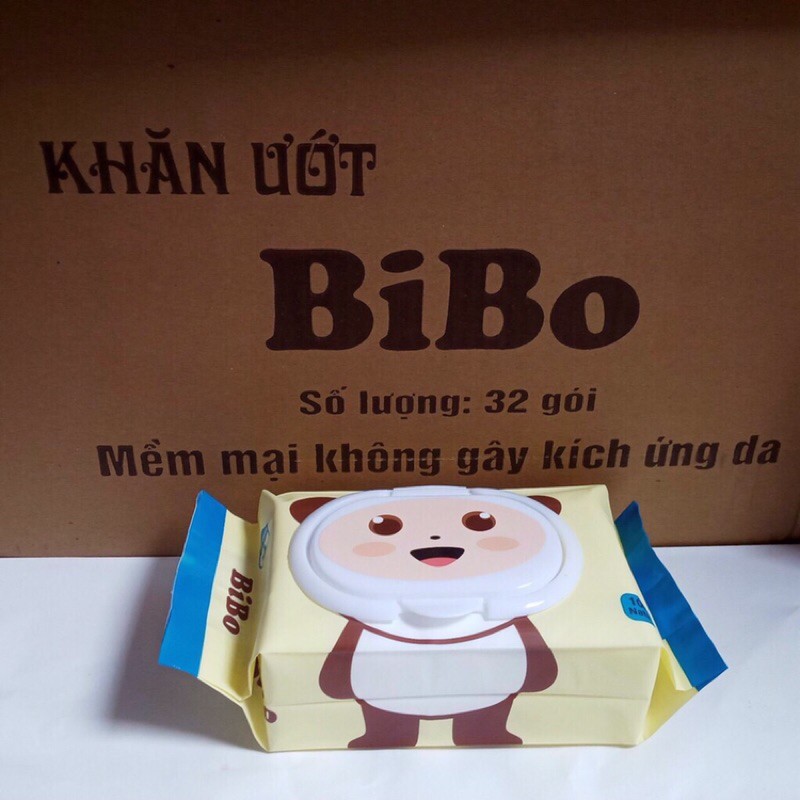 KHĂN ƯỚT
BiBo
Số lượng: 32 gói
Mềm mại không gây kích ứng da
BiBo